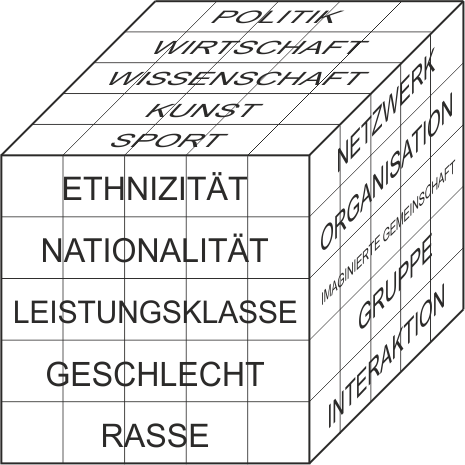 POLITIK
WIRTSCHAFT
WISSENSCHAFT
KUNST
SPORT
ETHNIZITÄT
NATIONALITÄT
LEISTUNGSKLASSE
GESCHLECHT
RASSE
NETZWERK
ORGANISATION
IMAGINIERTE GEMEINSCHAFT
GRUPPE
INTERAKTION